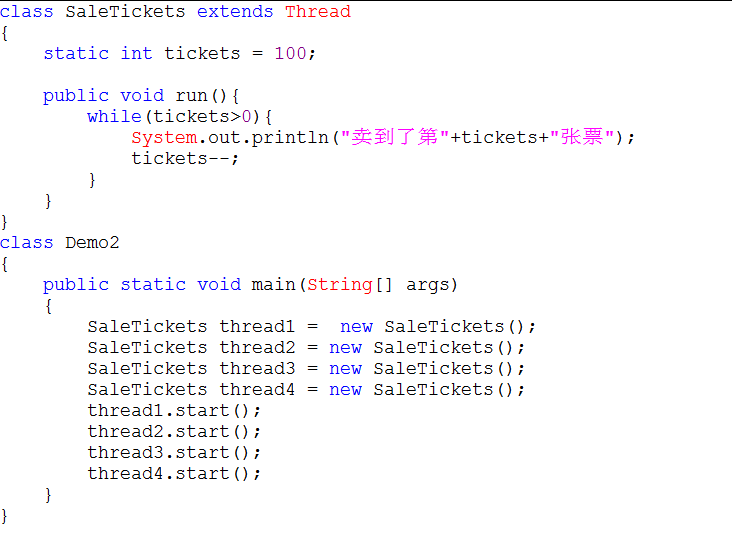 class SaleTickets extends Thread
{
    static int tickets = 100;

    public void run(){
        while(tickets>0){
            System.out.println("卖到了第"+tickets+"张票");
            tickets--;
        }
    }
}
class Demo2
{
    public static void main(String[] args)
    {
        SaleTickets thread1 =  new SaleTickets();
        SaleTickets thread2 = new SaleTickets();
        SaleTickets thread3 = new SaleTickets();
        SaleTickets thread4 = new SaleTickets();
        thread1.start();
        thread2.start();
        thread3.start();
        thread4.start();
    }
}